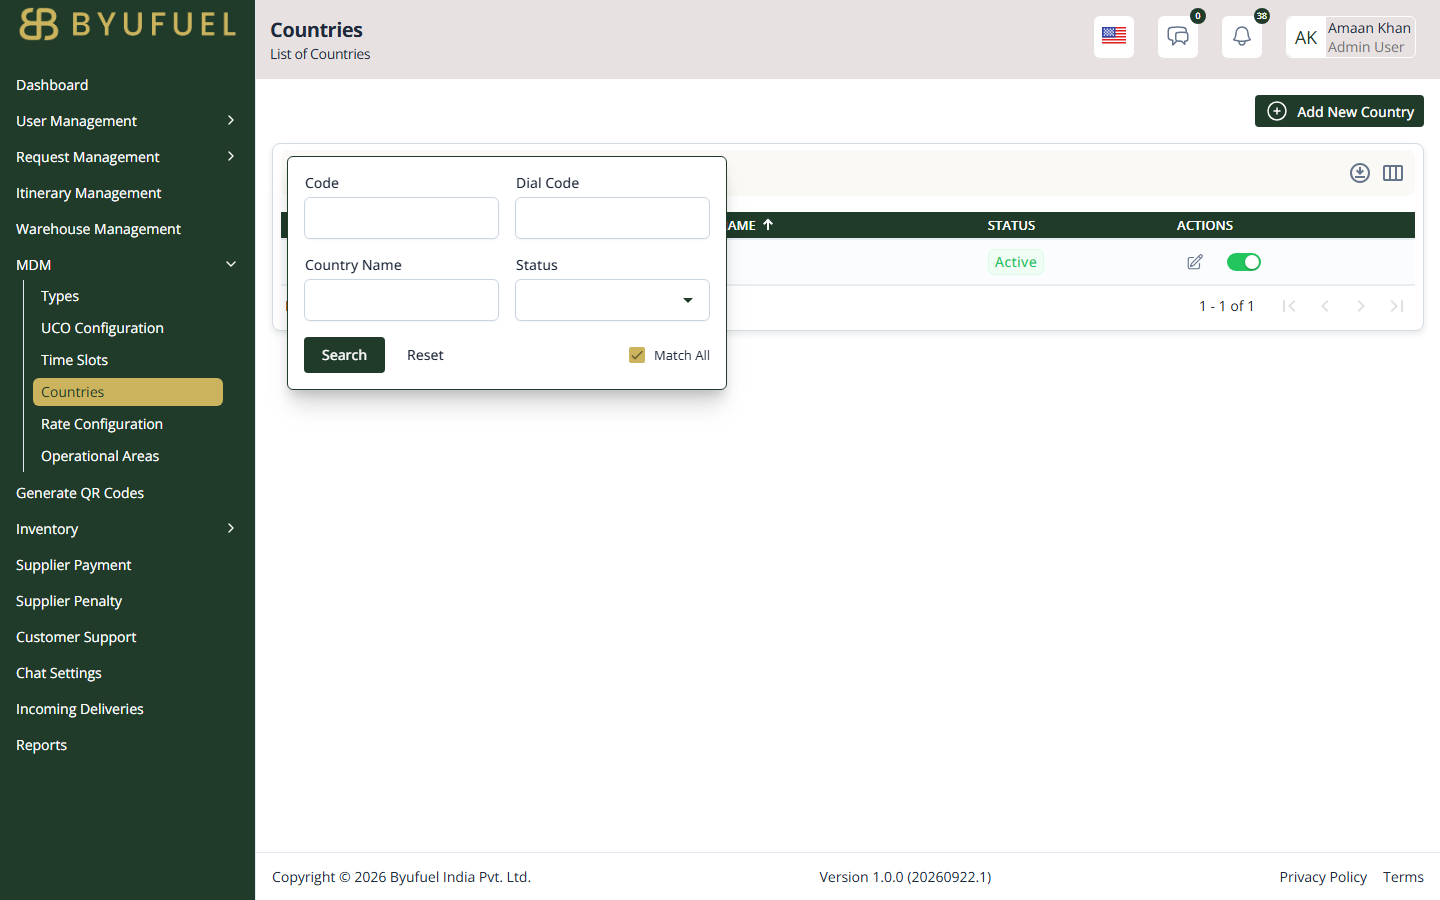 BYUFUEL
Dashboard
User Management
Request Management
Itinerary Management
Warehouse Management
MDM
Types
UCO Configuration
Time Slots
Countries
Rate Configuration
Operational Areas
Generate QR Codes
Inventory
Supplier Payment
Supplier Penalty
Customer Support
Chat Settings
Incoming Deliveries
Reports
Countries
List of Countries
0
38
AK
Amaan Khan
Admin User
Add New Country
Code
Dial Code
Country Name
Status
Search
Reset
Match All
AME
STATUS
ACTIONS
Active
1 - 1 of 1
Copyright © 2026 Byufuel India Pvt. Ltd.
Version 1.0.0 (20260922.1)
Privacy Policy
Terms